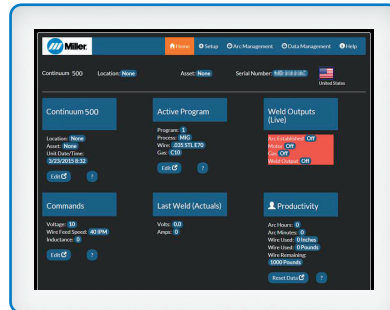 Miller
Home Setup Arc Management Data Management Help
Continuum 500 Location: None Asset: None Serial Number:
United States
Continuum 500
Location: None
Asset: None
Unit Date/Time:
3/23/2015 8:32
Edit ?
Active Program
Program: 1
Process: MIG
Wire: .035 STL E70
Gas: C10
Edit ?
Weld Outputs
(Live)
Arc Established Off
Motor Off
Gas Off
Weld Output Off
Commands
Voltage: 10
Wire Feed Speed: 40 IPM
Inductance: 0
Edit ?
Last Weld (Actuals)
Volts: 0.0
Amps: 0
Productivity
Arc Hours: 0
Arc Minutes: 0
Wire Used: 0 Inches
Wire Used: 0 Pounds
Wire Remaining:
1000 Pounds
Reset Data ?